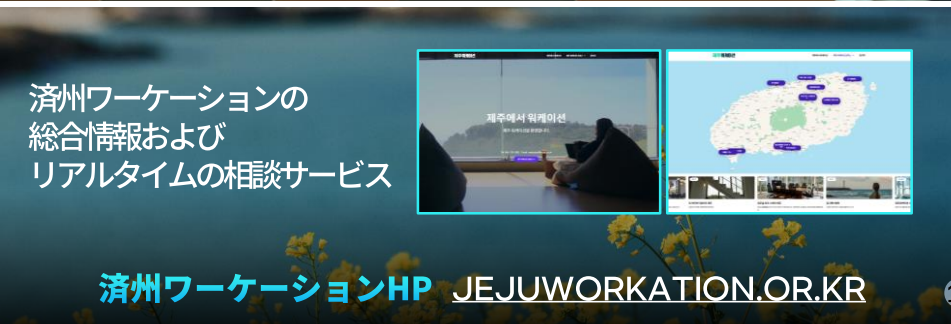 済州ワーケーションの
総合情報および
リアルタイムの相談サービス
제주에서 워케이션
済州ワーケーションHP JEJUWORKATION.OR.KR